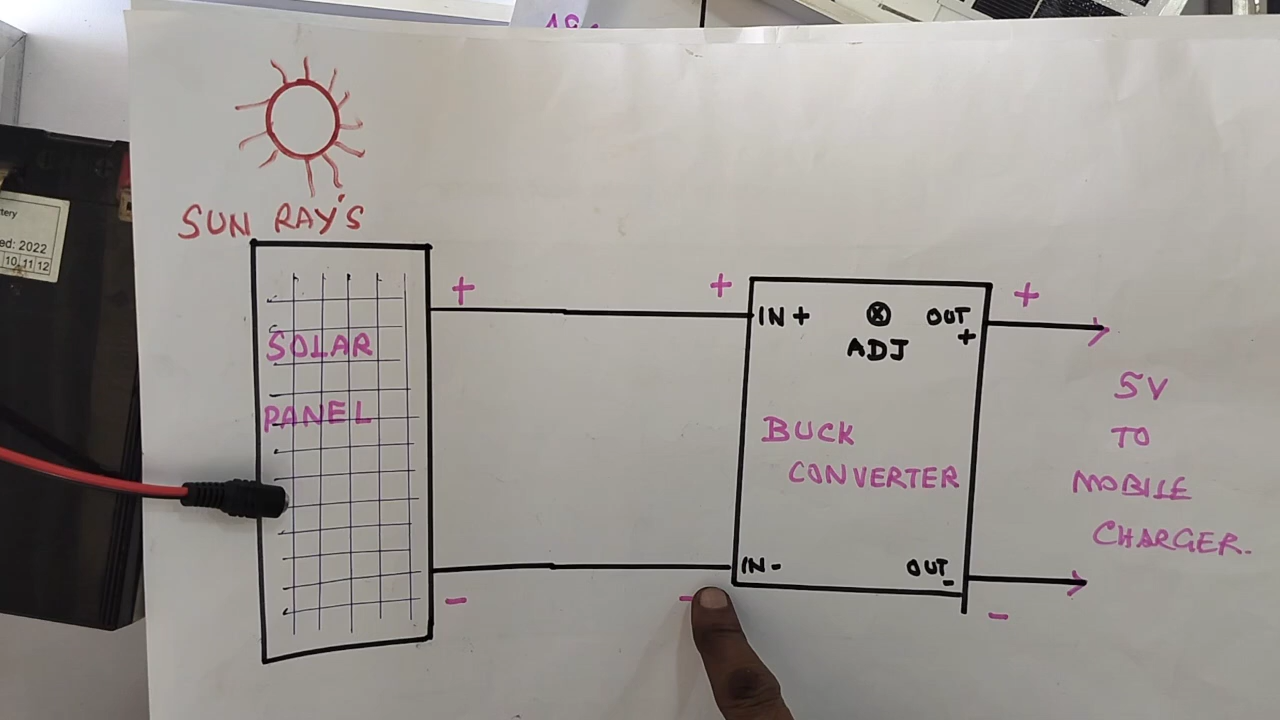 SUN RAY'S
SOLAR
PANEL
+
-
+
-
IN +
ADJ
OUT
+
BUCK
CONVERTER
IN -
OUT
-
+
-
5V
TO
MOBILE
CHARGER.
tery
ed: 2022
10 11 12